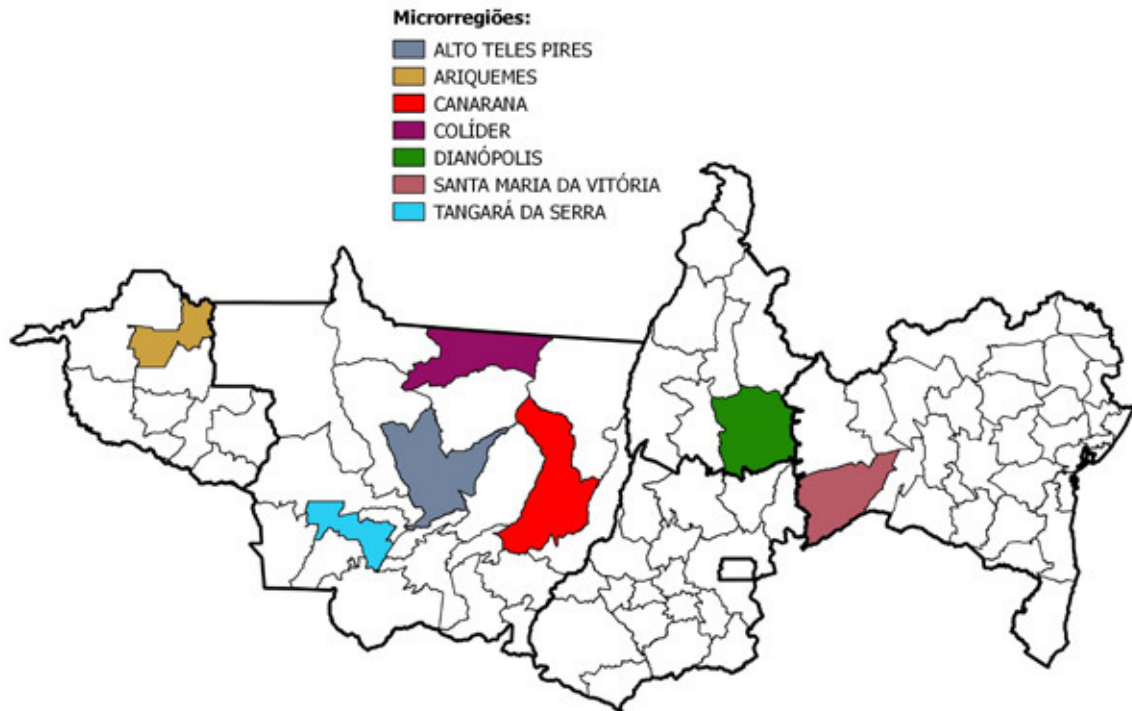 Microrregiões:
ALTO TELES PIRES
ARIQUEMES
CANARANA
COLÍDER
DIANÓPOLIS
SANTA MARIA DA VITÓRIA
TANGARÁ DA SERRA